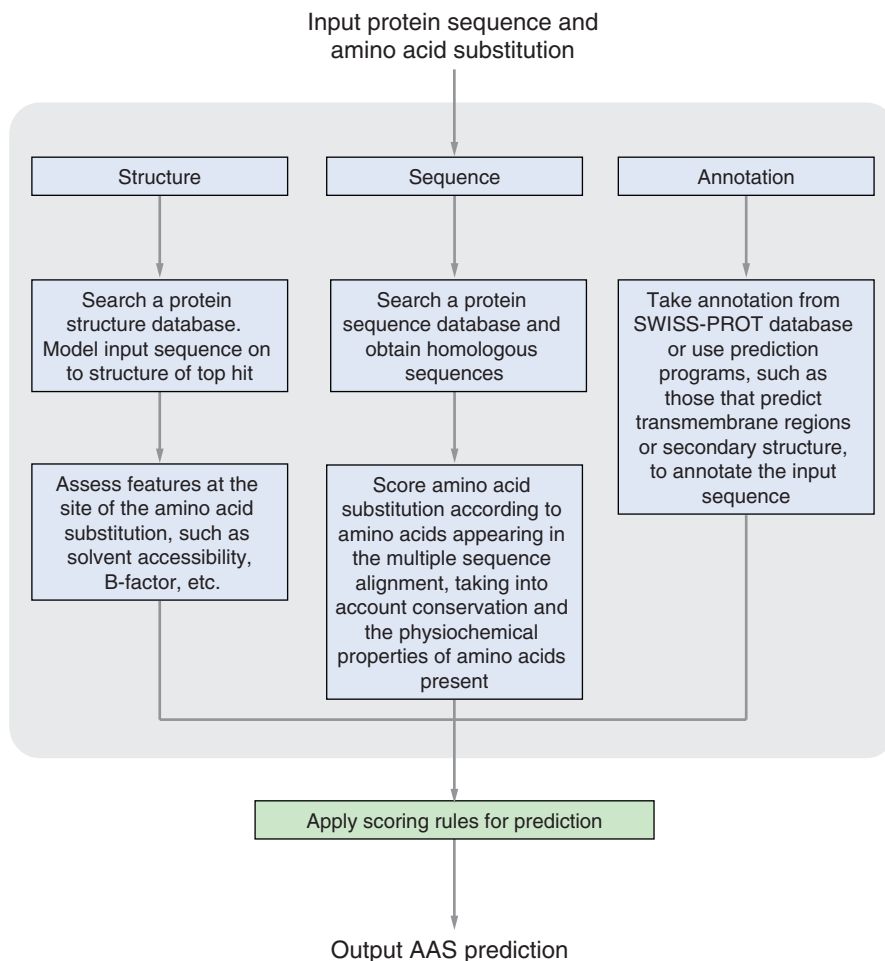 Input protein sequence and
amino acid substitution
Structure
Sequence
Annotation
Search a protein
structure database.
Model input sequence on
to structure of top hit
Search a protein
sequence database and
obtain homologous
sequences
Take annotation from
SWISS-PROT database
or use prediction
programs, such as
those that predict
transmembrane regions
or secondary structure,
to annotate the input
sequence
Assess features at the
site of the amino acid
substitution, such as
solvent accessibility,
B-factor, etc.
Score amino acid
substitution according to
amino acids appearing in
the multiple sequence
alignment, taking into
account conservation and
the physiochemical
properties of amino acids
present
Apply scoring rules for prediction
Output AAS prediction